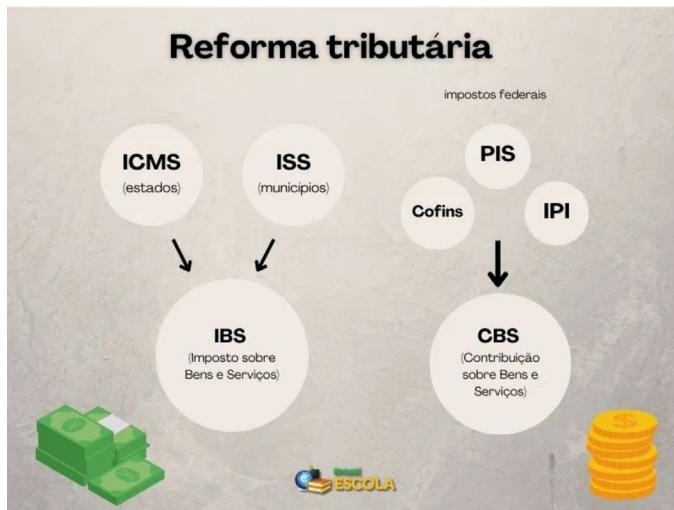 Reforma tributária
impostos federais
ICMS
(estados)
ISS
(municípios)
PIS
Cofins
IPI
IBS
(Imposto sobre
Bens e Serviços)
CBS
(Contribuição
sobre Bens e
Serviços)
Brasil
ESCOLA